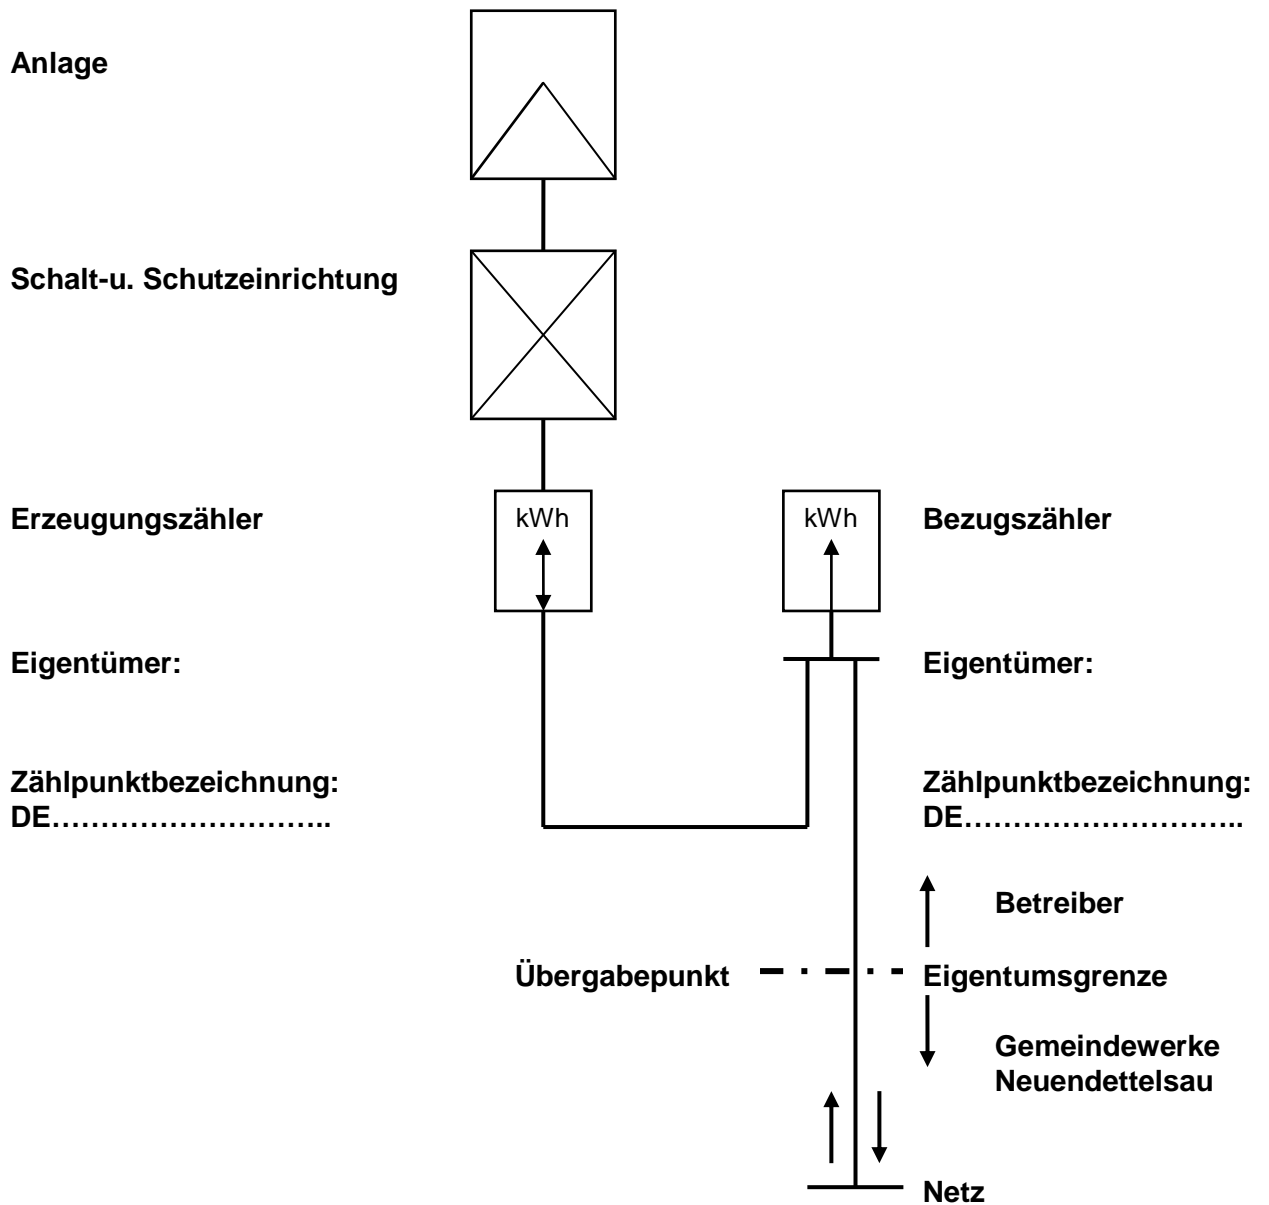 Anlage
Schalt-u. Schutzeinrichtung
Erzeugungszähler
kWh
kWh
Bezugszähler
Eigentümer:
Eigentümer:
Zählpunktbezeichnung:
DE………………………..
Zählpunktbezeichnung:
DE………………………..
Betreiber
Übergabepunkt
Eigentumsgrenze
Gemeindewerke
Neuendettelsau
Netz